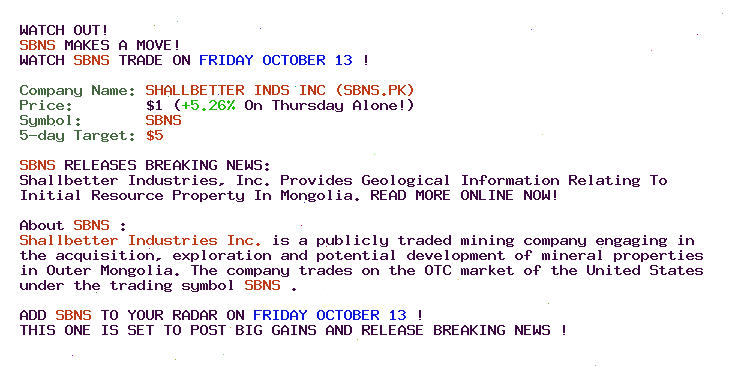 WATCH OUT!
SBNS MAKES A MOVE!
WATCH SBNS TRADE ON FRIDAY OCTOBER 13 !
Company Name: SHALLBETTER INDS INC (SBNS.PK)
Price: $1 (+5.26% On Thursday Alone!)
Symbol: SBNS
5-day Target: $5
SBNS RELEASES BREAKING NEWS:
Shallbetter Industries, Inc. Provides Geological Information Relating To
Initial Resource Property In Mongolia. READ MORE ONLINE NOW!
About SBNS :
Shallbetter Industries Inc. is a publicly traded mining company engaging in
the acquisition, exploration and potential development of mineral properties
in Outer Mongolia. The company trades on the OTC market of the United States
under the trading symbol SBNS .
ADD SBNS TO YOUR RADAR ON FRIDAY OCTOBER 13 !
THIS ONE IS SET TO POST BIG GAINS AND RELEASE BREAKING NEWS !